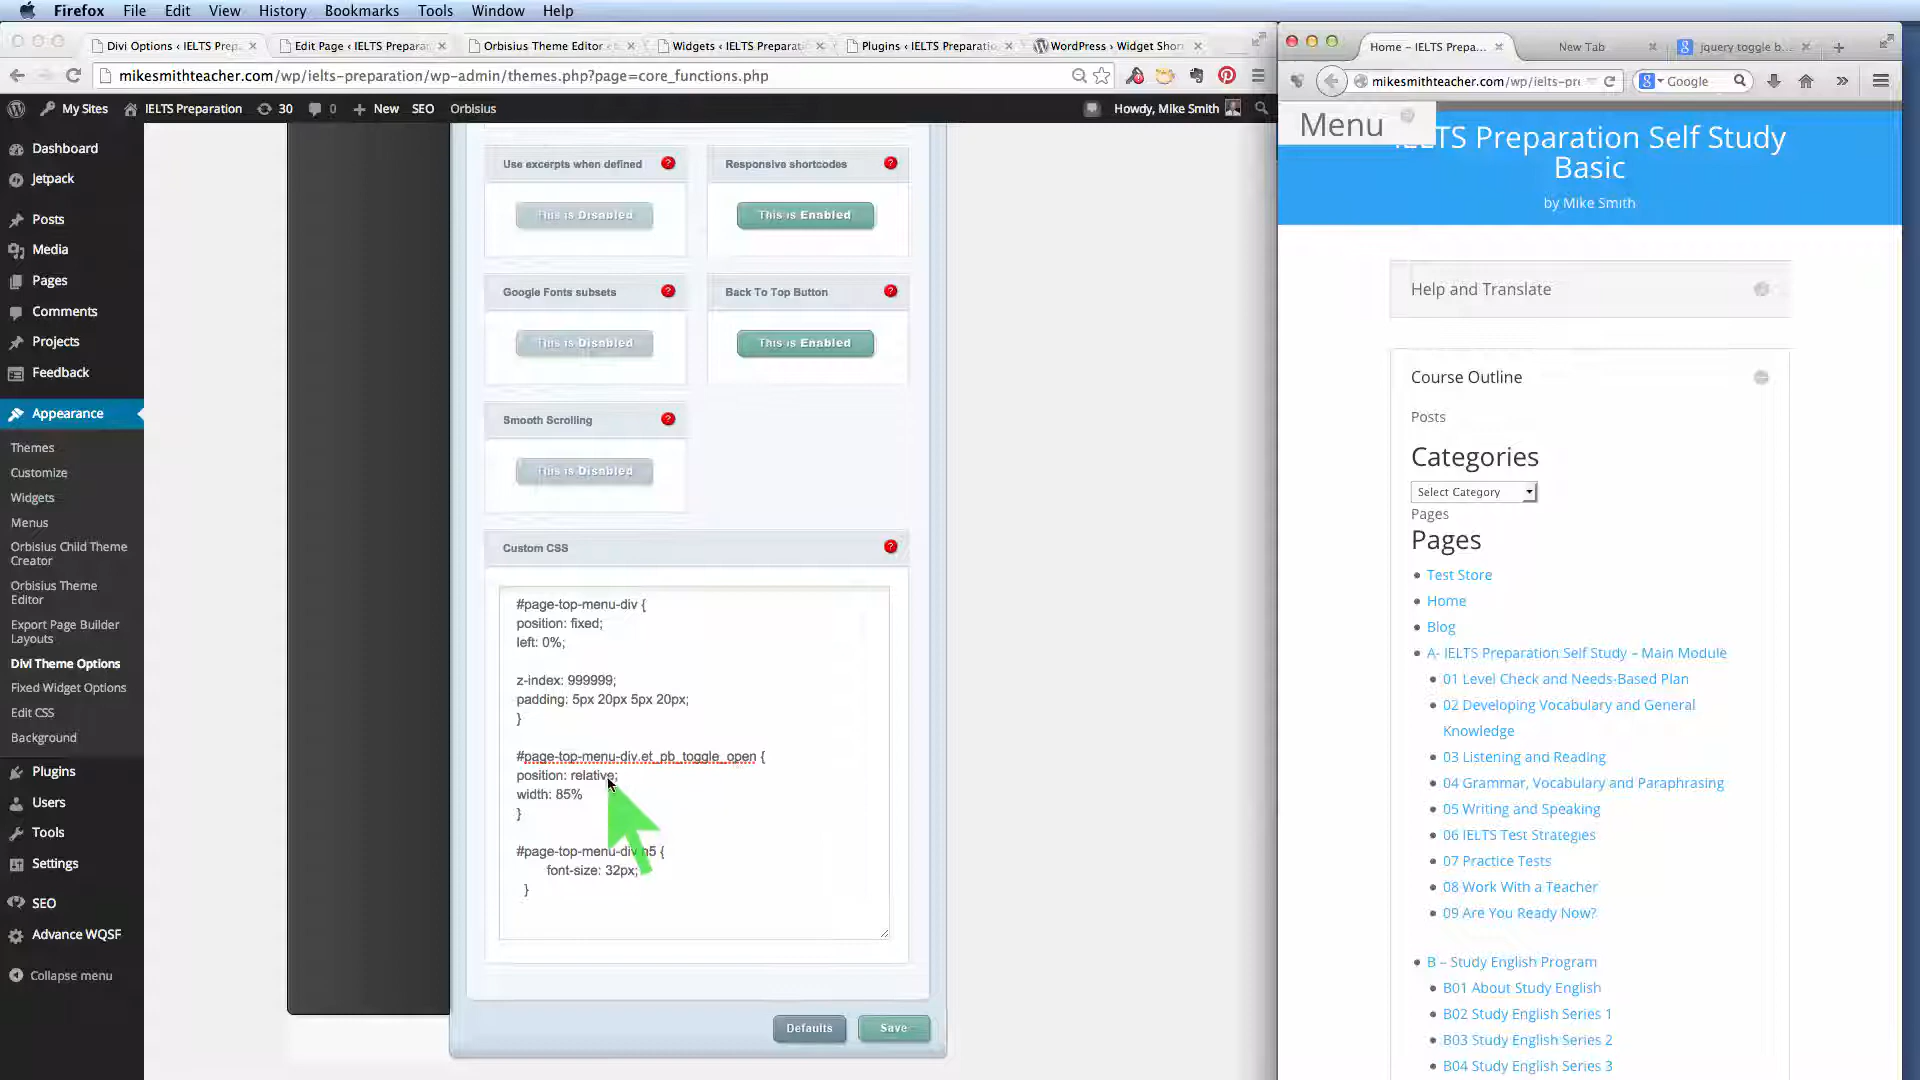 Firefox File Edit View History Bookmarks Tools Window Help
Divi Options ‹ IELTS Prep...
Edit Page ‹ IELTS Prepara...
Orbisius Theme Editor ‹
Widgets ‹ IELTS Preparati...
Plugins ‹ IELTS Preparatio...
WordPress › Widget Shor...
mikesmithteacher.com/wp/ielts-preparation/wp-admin/themes.php?page=core_functions.php
My Sites IELTS Preparation 30 0 + New SEO Orbisius Howdy, Mike Smith
Dashboard
Jetpack
Posts
Media
Pages
Comments
Projects
Feedback
Appearance
Themes
Customize
Widgets
Menus
Orbisius Child Theme
Creator
Orbisius Theme
Editor
Export Page Builder
Layouts
Divi Theme Options
Fixed Widget Options
Edit CSS
Background
Plugins
Users
Tools
Settings
SEO
Advance WQSF
Collapse menu
Use excerpts when defined ?
This is Disabled
Responsive shortcodes ?
This is Enabled
Google Fonts subsets ?
This is Disabled
Back To Top Button ?
This is Enabled
Smooth Scrolling ?
This is Disabled
Custom CSS ?
#page-top-menu-div {
position: fixed;
left: 0%;
z-index: 999999;
padding: 5px 20px 5px 20px;
}
#page-top-menu-div.et_pb_toggle_open {
position: relative;
width: 85%
}
#page-top-menu-div h5 {
font-size: 32px;
}
Defaults Save
Home – IELTS Prepa...
New Tab
jquery toggle b...
mikesmithteacher.com/wp/ielts-pre
Google
Menu
IELTS Preparation Self Study
Basic
by Mike Smith
Help and Translate
Course Outline
Posts
Categories
Select Category
Pages
Pages
Test Store
Home
Blog
A- IELTS Preparation Self Study – Main Module
01 Level Check and Needs-Based Plan
02 Developing Vocabulary and General
Knowledge
03 Listening and Reading
04 Grammar, Vocabulary and Paraphrasing
05 Writing and Speaking
06 IELTS Test Strategies
07 Practice Tests
08 Work With a Teacher
09 Are You Ready Now?
B – Study English Program
B01 About Study English
B02 Study English Series 1
B03 Study English Series 2
B04 Study English Series 3